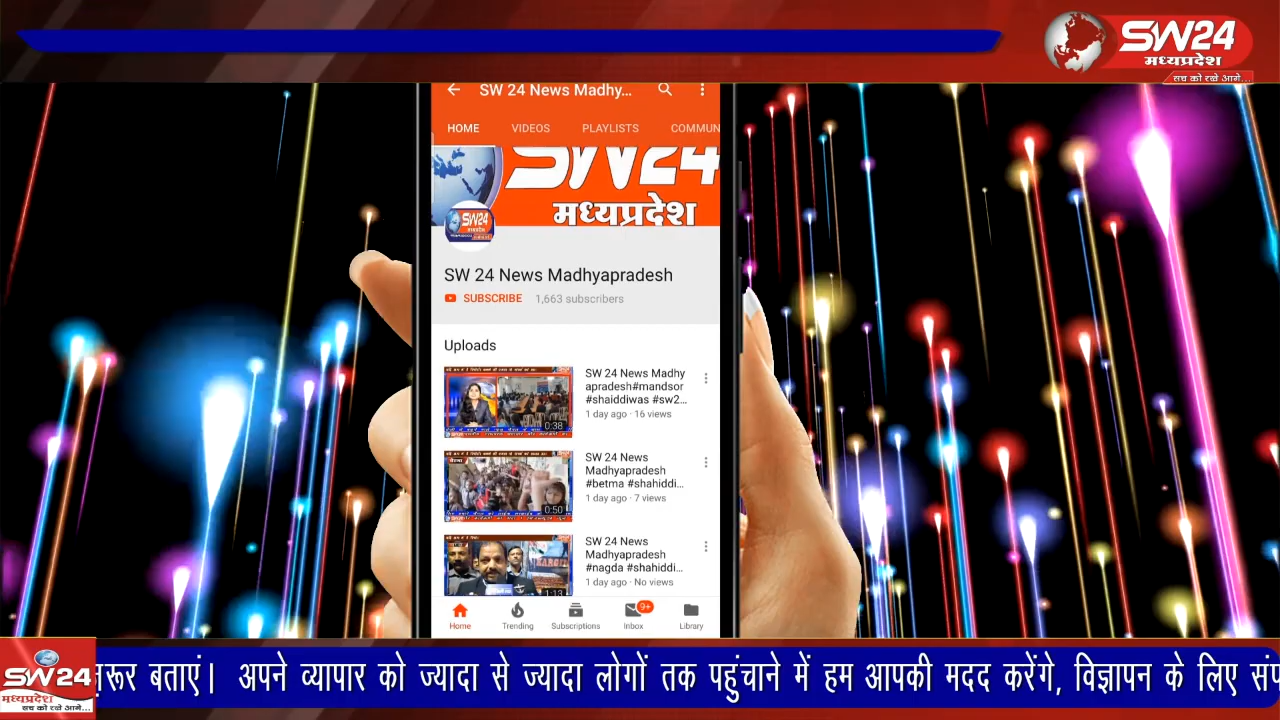 SW24
मध्यप्रदेश
सच को रखे आगे...
SW 24 News Madhy...
HOME VIDEOS PLAYLISTS COMMUN
SW24
मध्यप्रदेश
SW24
SW 24 News Madhyapradesh
SUBSCRIBE 1,663 subscribers
Uploads
SW 24 News Madhy
apradesh#mandsor
#shaiddiwas #sw2...
1 day ago · 16 views
0:38
SW 24 News
Madhyapradesh
#betma #shahiddi...
1 day ago · 7 views
0:50
SW 24 News
Madhyapradesh
#nagda #shahiddi...
1 day ago · No views
1:13
9+
Home Trending Subscriptions Inbox Library
SW24
मध्यप्रदेश
सच को रखे आगे...
बताएं। अपने व्यापार को ज्यादा से ज्यादा लोगों तक पहुंचाने में हम आपकी मदद करेंगे, विज्ञापन के लिए